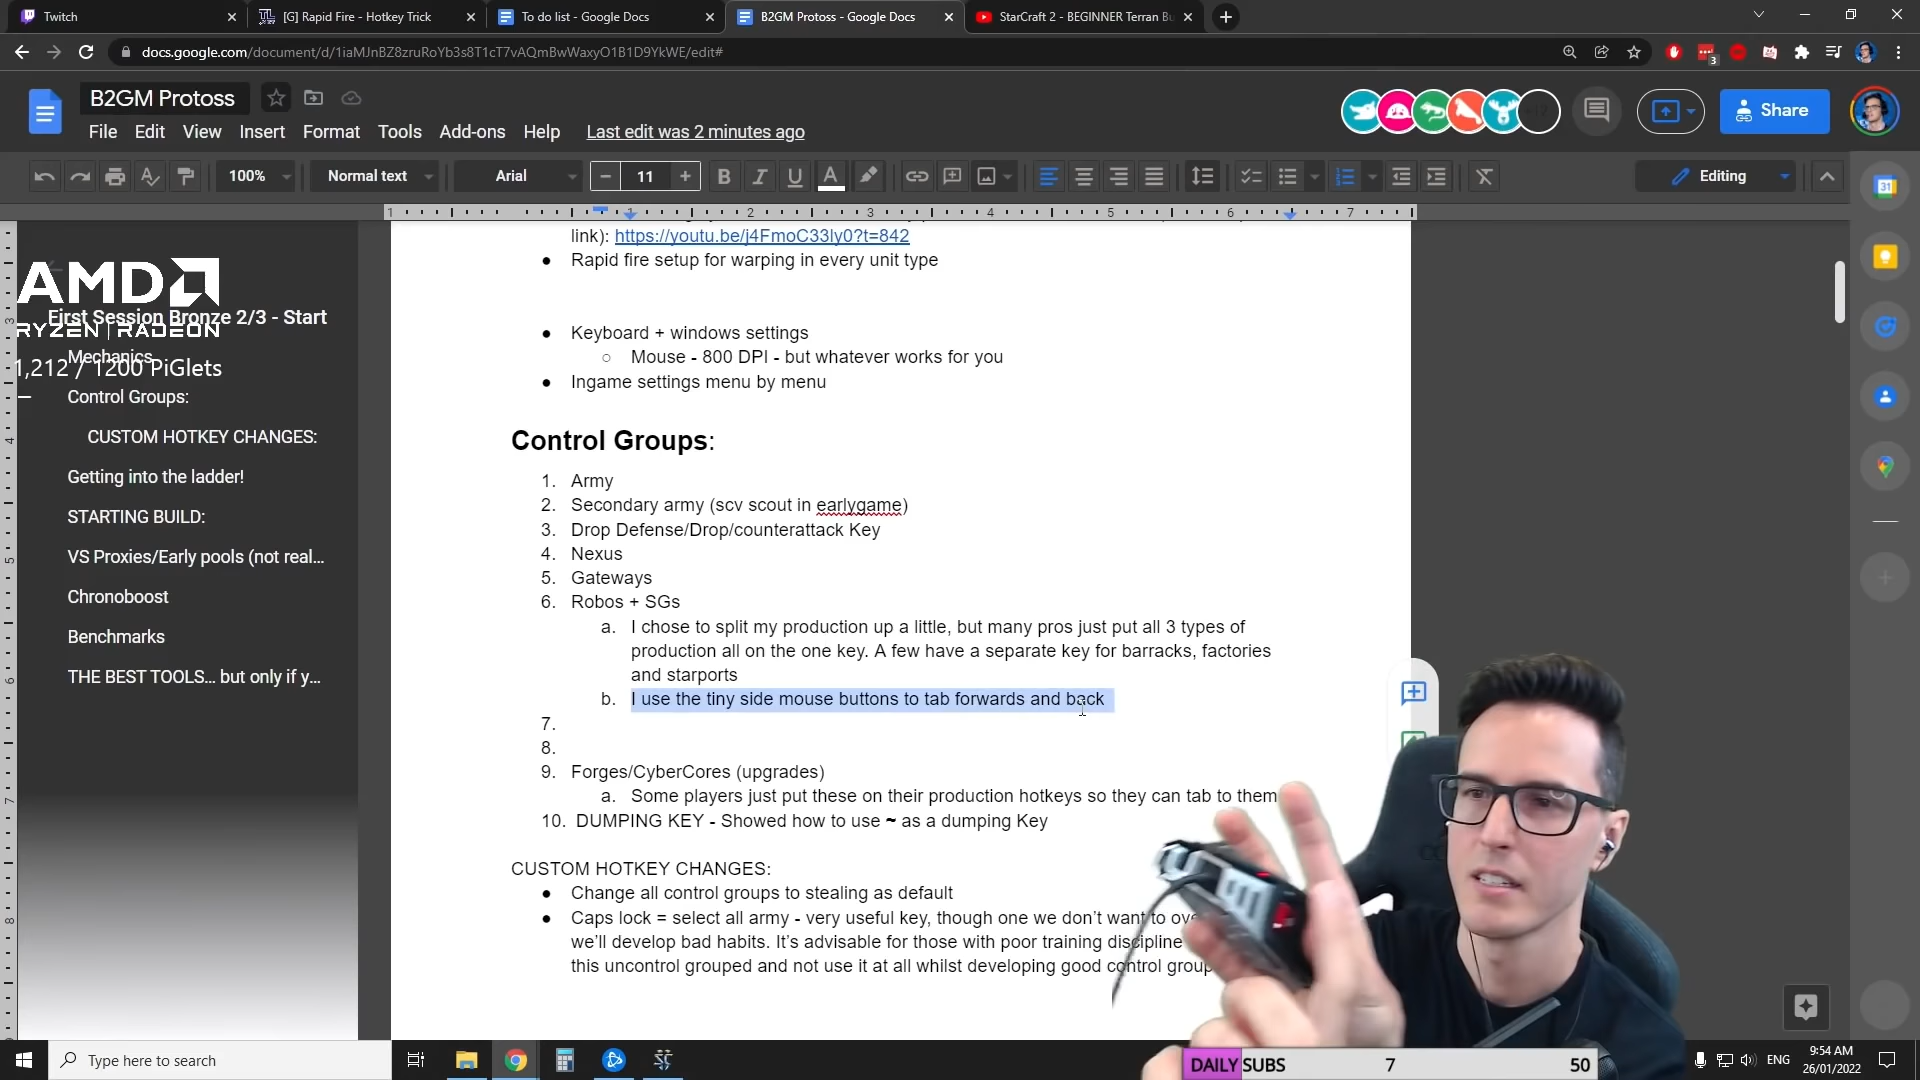 Twitch
[G] Rapid Fire - Hotkey Trick
To do list - Google Docs
B2GM Protoss - Google Docs
StarCraft 2 - BEGINNER Terran Bu
docs.google.com/document/d/1iaMJnBZ8zruRoYb3s8T1cT7vAQmBwWaxyO1B1D9YkWE/edit#
3
B2GM Protoss
File Edit View Insert Format Tools Add-ons Help Last edit was 2 minutes ago
Share
100% Normal text Arial 11 Editing
1 1 2 3 4 5 6 7
AMD
RYZEN | RADEON
1,212 / 1200 PiGlets
First Session Bronze 2/3 - Start
Mechanics
Control Groups:
CUSTOM HOTKEY CHANGES:
Getting into the ladder!
STARTING BUILD:
VS Proxies/Early pools (not real...
Chronoboost
Benchmarks
THE BEST TOOLS... but only if y...
link): https://youtu.be/j4FmoC33ly0?t=842
● Rapid fire setup for warping in every unit type
● Keyboard + windows settings
○ Mouse - 800 DPI - but whatever works for you
● Ingame settings menu by menu
Control Groups:
1. Army
2. Secondary army (scv scout in earlygame)
3. Drop Defense/Drop/counterattack Key
4. Nexus
5. Gateways
6. Robos + SGs
a. I chose to split my production up a little, but many pros just put all 3 types of
production all on the one key. A few have a separate key for barracks, factories
and starports
b. I use the tiny side mouse buttons to tab forwards and back
7.
8.
9. Forges/CyberCores (upgrades)
a. Some players just put these on their production hotkeys so they can tab to them
10. DUMPING KEY - Showed how to use ~ as a dumping Key
CUSTOM HOTKEY CHANGES:
● Change all control groups to stealing as default
● Caps lock = select all army - very useful key, though one we don't want to ove
we'll develop bad habits. It's advisable for those with poor training discipline
this uncontrol grouped and not use it at all whilst developing good control group
Type here to search
DAILY SUBS 7 50
ENG
9:54 AM
26/01/2022